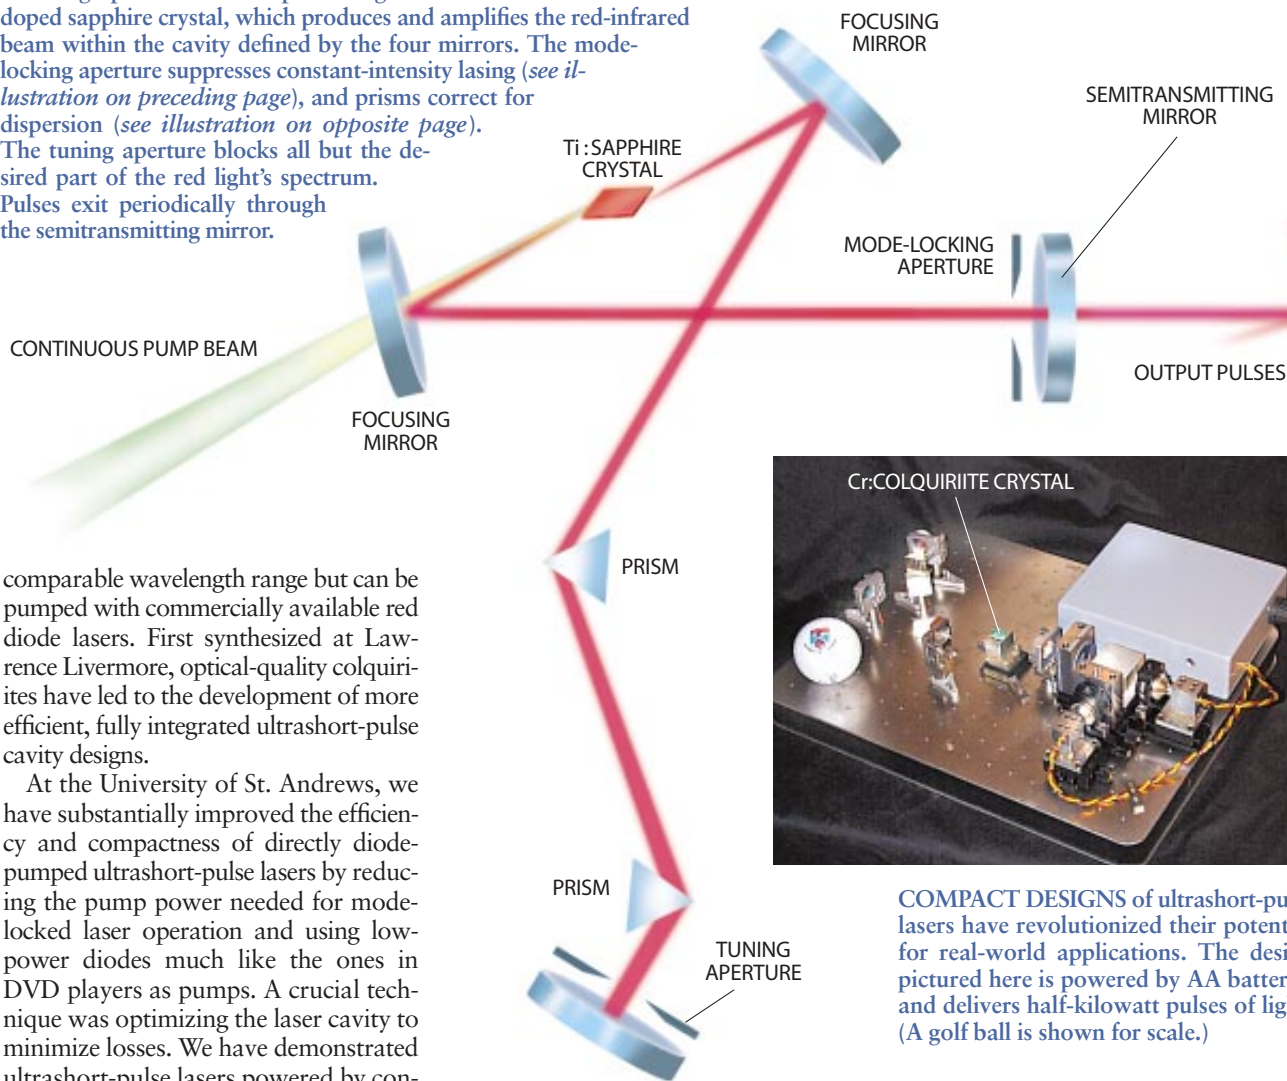 doped sapphire crystal, which produces and amplifies the red-infrared
beam within the cavity defined by the four mirrors. The mode-
locking aperture suppresses constant-intensity lasing (see il-
lustration on preceding page), and prisms correct for
dispersion (see illustration on opposite page).
The tuning aperture blocks all but the de-
sired part of the red light's spectrum.
Pulses exit periodically through
the semitransmitting mirror.
FOCUSING
MIRROR
SEMITRANSMITTING
MIRROR
Ti : SAPPHIRE
CRYSTAL
MODE-LOCKING
APERTURE
CONTINUOUS PUMP BEAM
OUTPUT PULSES
FOCUSING
MIRROR
PRISM
PRISM
TUNING
APERTURE
Cr:COLQUIRIITE CRYSTAL
comparable wavelength range but can be
pumped with commercially available red
diode lasers. First synthesized at Law-
rence Livermore, optical-quality colquiri-
ites have led to the development of more
efficient, fully integrated ultrashort-pulse
cavity designs.
At the University of St. Andrews, we
have substantially improved the efficien-
cy and compactness of directly diode-
pumped ultrashort-pulse lasers by reduc-
ing the pump power needed for mode-
locked laser operation and using low-
power diodes much like the ones in
DVD players as pumps. A crucial tech-
nique was optimizing the laser cavity to
minimize losses. We have demonstrated
ultrashort-pulse lasers powered by con-
COMPACT DESIGNS of ultrashort-pu
lasers have revolutionized their potent
for real-world applications. The desi
pictured here is powered by AA batter
and delivers half-kilowatt pulses of lig
(A golf ball is shown for scale.)